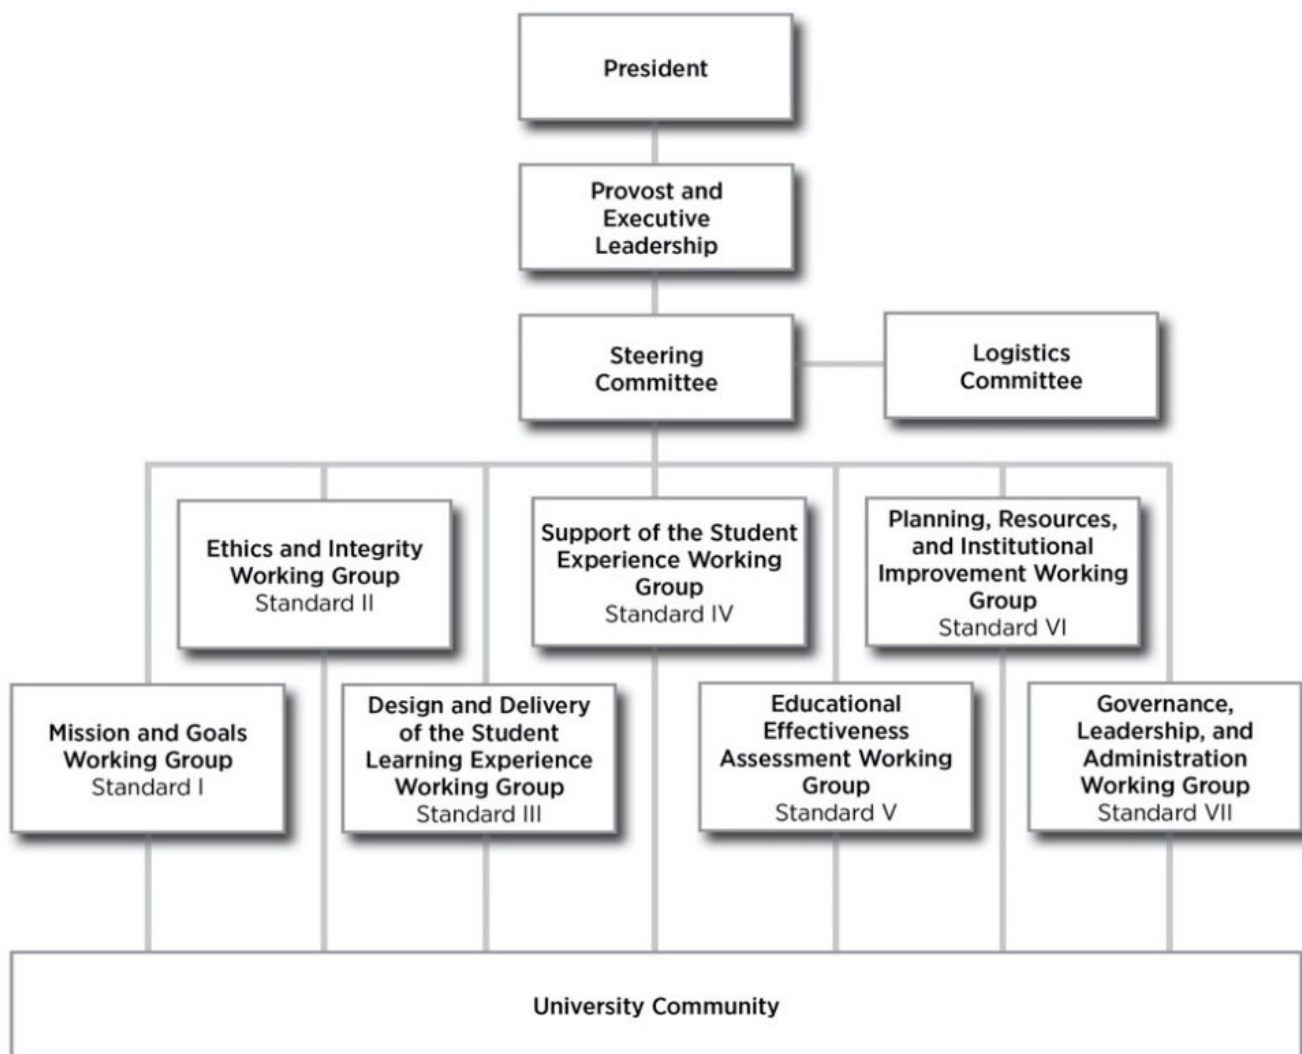 President
Provost and
Executive
Leadership
Steering
Committee
Logistics
Committee
Ethics and Integrity
Working Group
Standard II
Support of the Student
Experience Working
Group
Standard IV
Planning, Resources,
and Institutional
Improvement Working
Group
Standard VI
Mission and Goals
Working Group
Standard I
Design and Delivery
of the Student
Learning Experience
Working Group
Standard III
Educational
Effectiveness
Assessment Working
Group
Standard V
Governance,
Leadership, and
Administration
Working Group
Standard VII
University Community